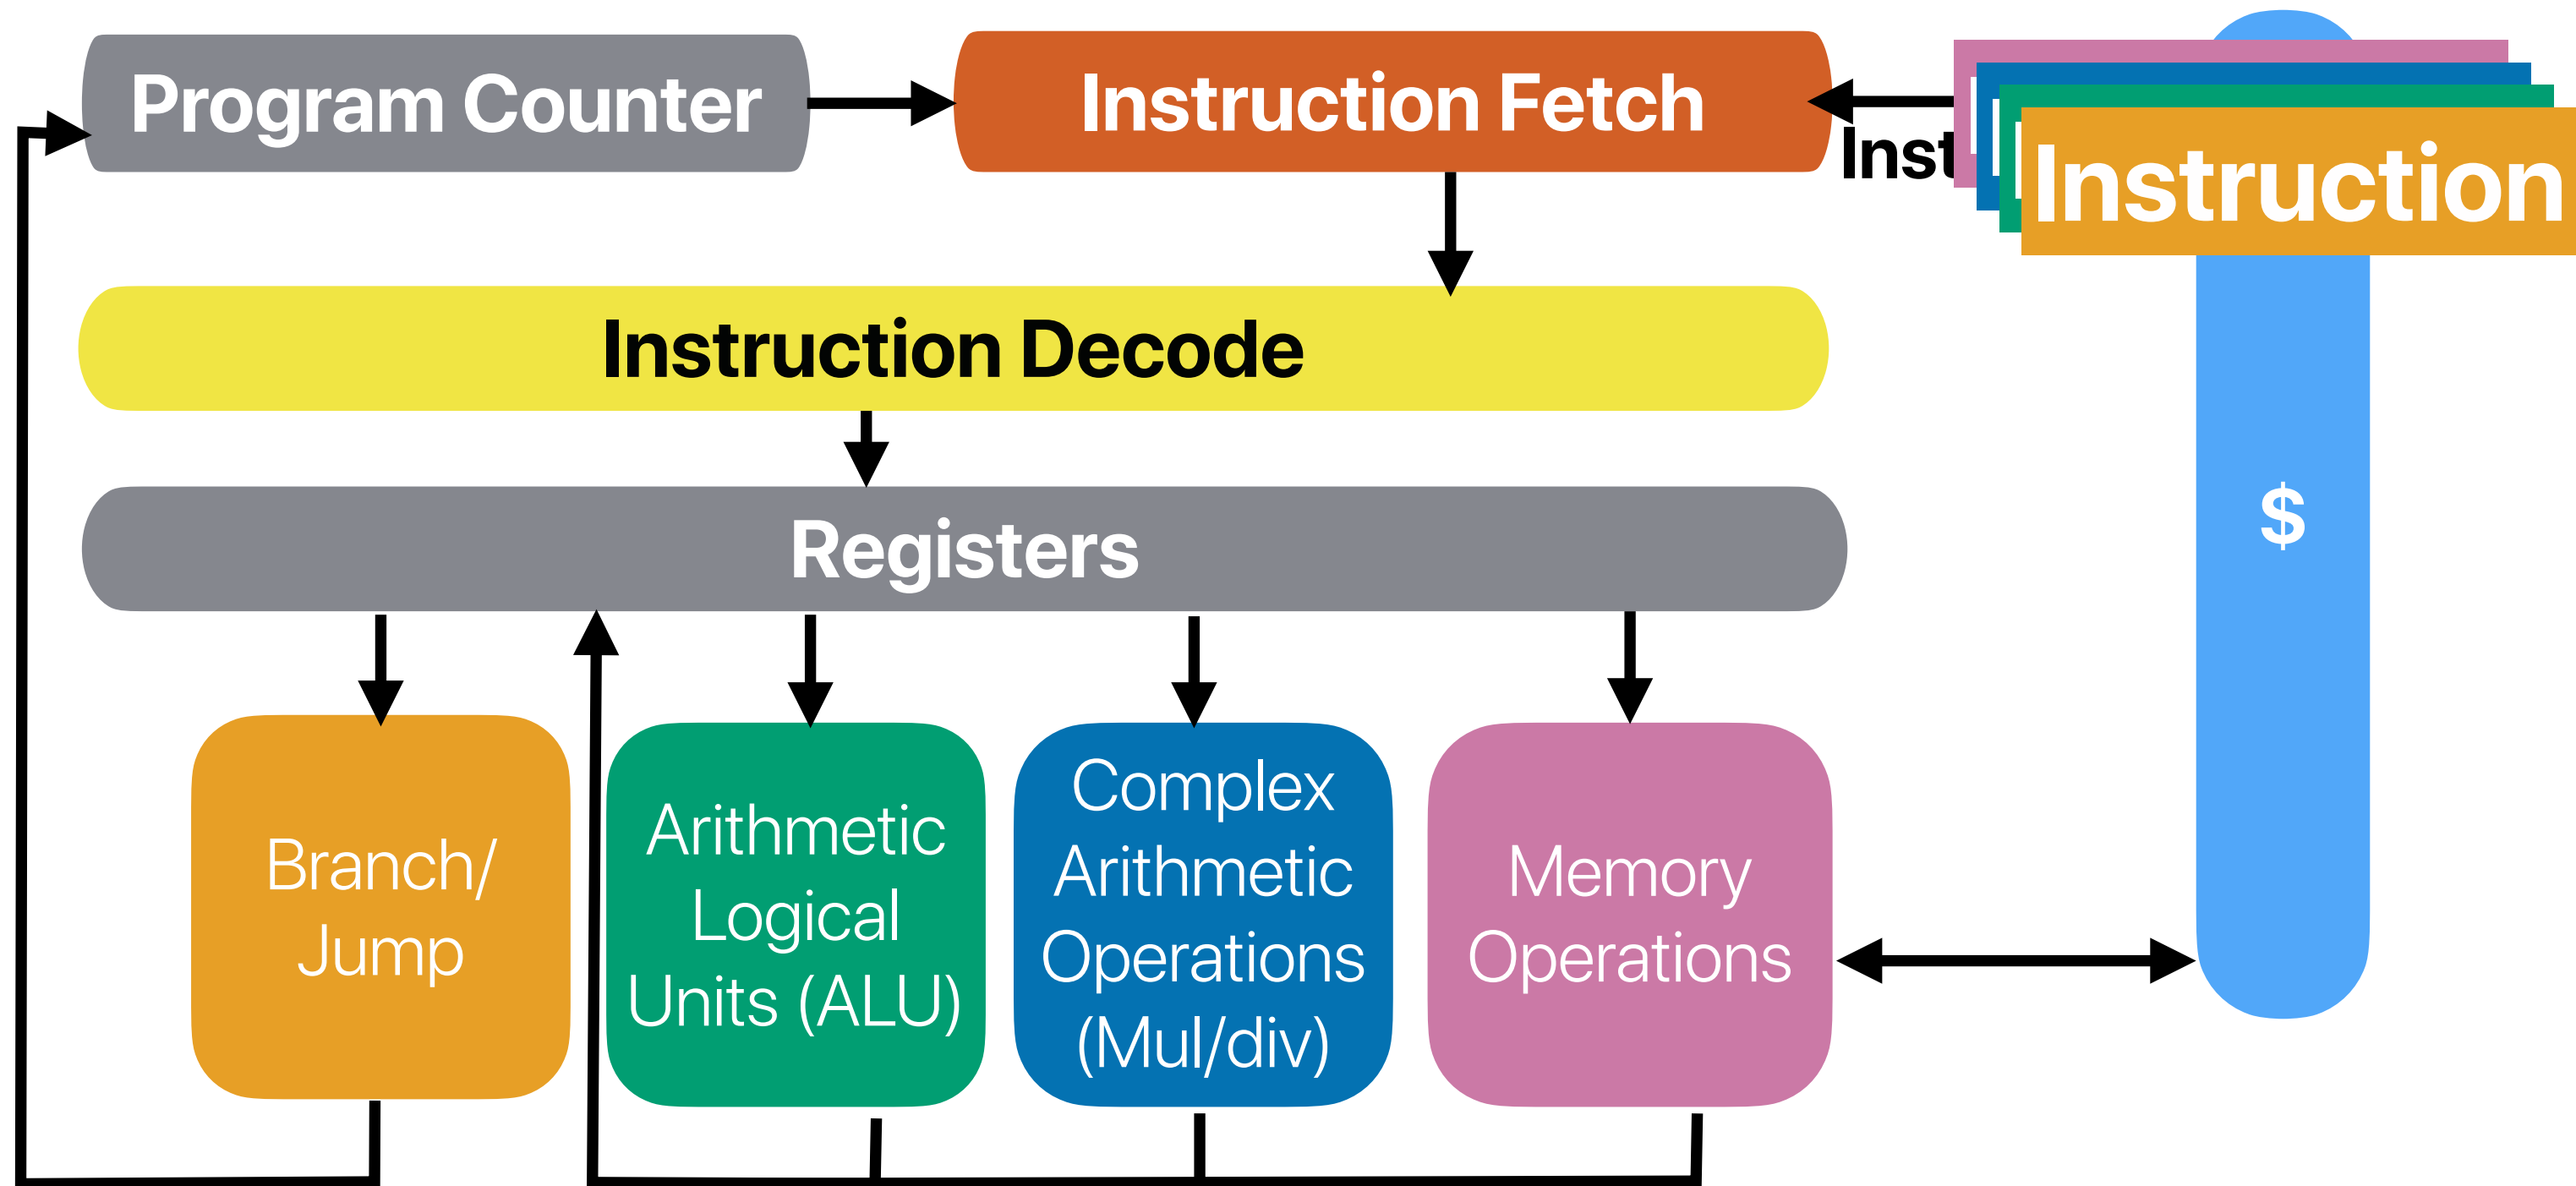 Program Counter
Instruction Fetch
Inst
Instruction
Instruction Decode
$
Registers
Branch/
Jump
Arithmetic
Logical
Units (ALU)
Complex
Arithmetic
Operations
(Mul/div)
Memory
Operations